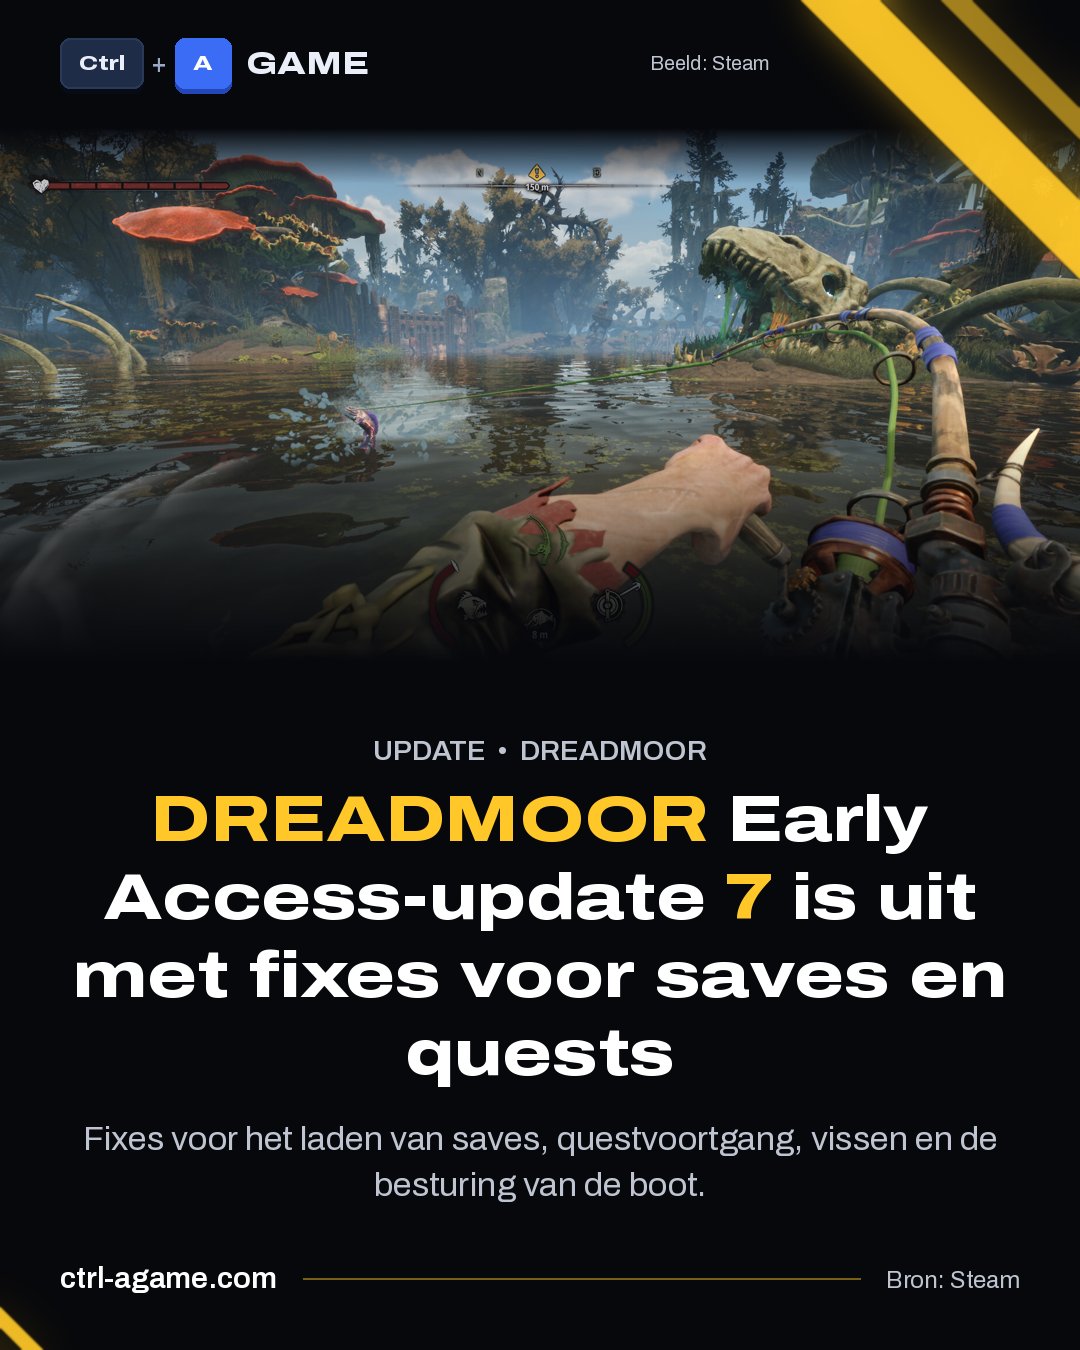 Ctrl + A GAME
Beeld: Steam
N
150 m
E
8 m
UPDATE • DREADMOOR
DREADMOOR Early
Access-update 7 is uit
met fixes voor saves en
quests
Fixes voor het laden van saves, questvoortgang, vissen en de
besturing van de boot.
ctrl-agame.com
Bron: Steam